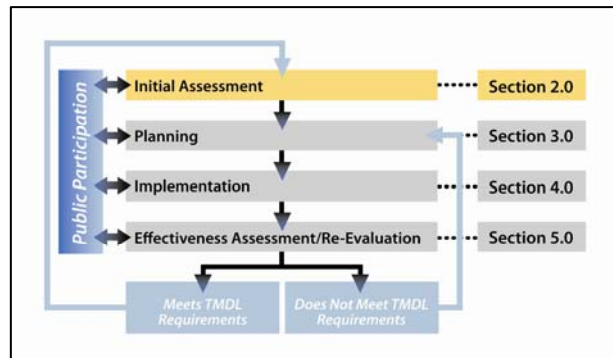 Public Participation
Initial Assessment
Section 2.0
Planning
Section 3.0
Implementation
Section 4.0
Effectiveness Assessment/Re-Evaluation
Section 5.0
Meets TMDL
Requirements
Does Not Meet TMDL
Requirements